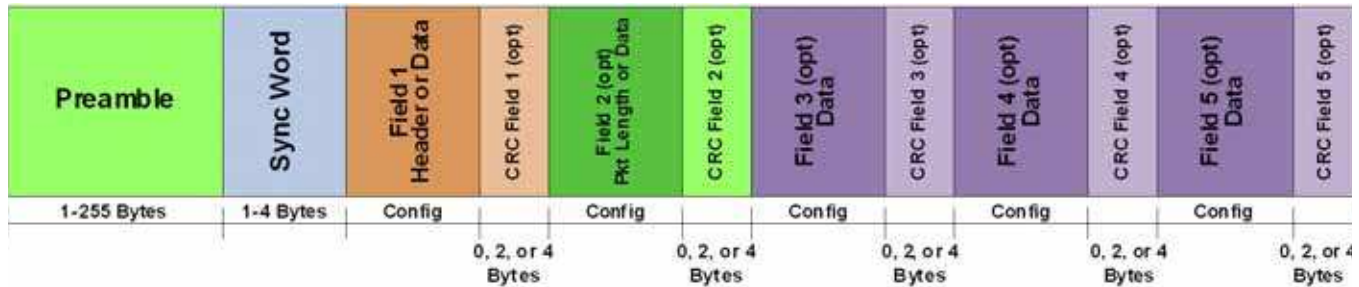 Preamble
Sync Word
Field 1
Header or Data
CRC Field 1 (opt)
Field 2 (opt)
Pkt Length or Data
CRC Field 2 (opt)
Field 3 (opt)
Data
CRC Field 3 (opt)
Field 4 (opt)
Data
CRC Field 4 (opt)
Field 5 (opt)
Data
CRC Field 5 (opt)
1-255 Bytes
1-4 Bytes
Config
Config
Config
Config
Config
0, 2, or 4
Bytes
0, 2, or 4
Bytes
0, 2, or 4
Bytes
0, 2, or 4
Bytes
0, 2, or 4
Bytes